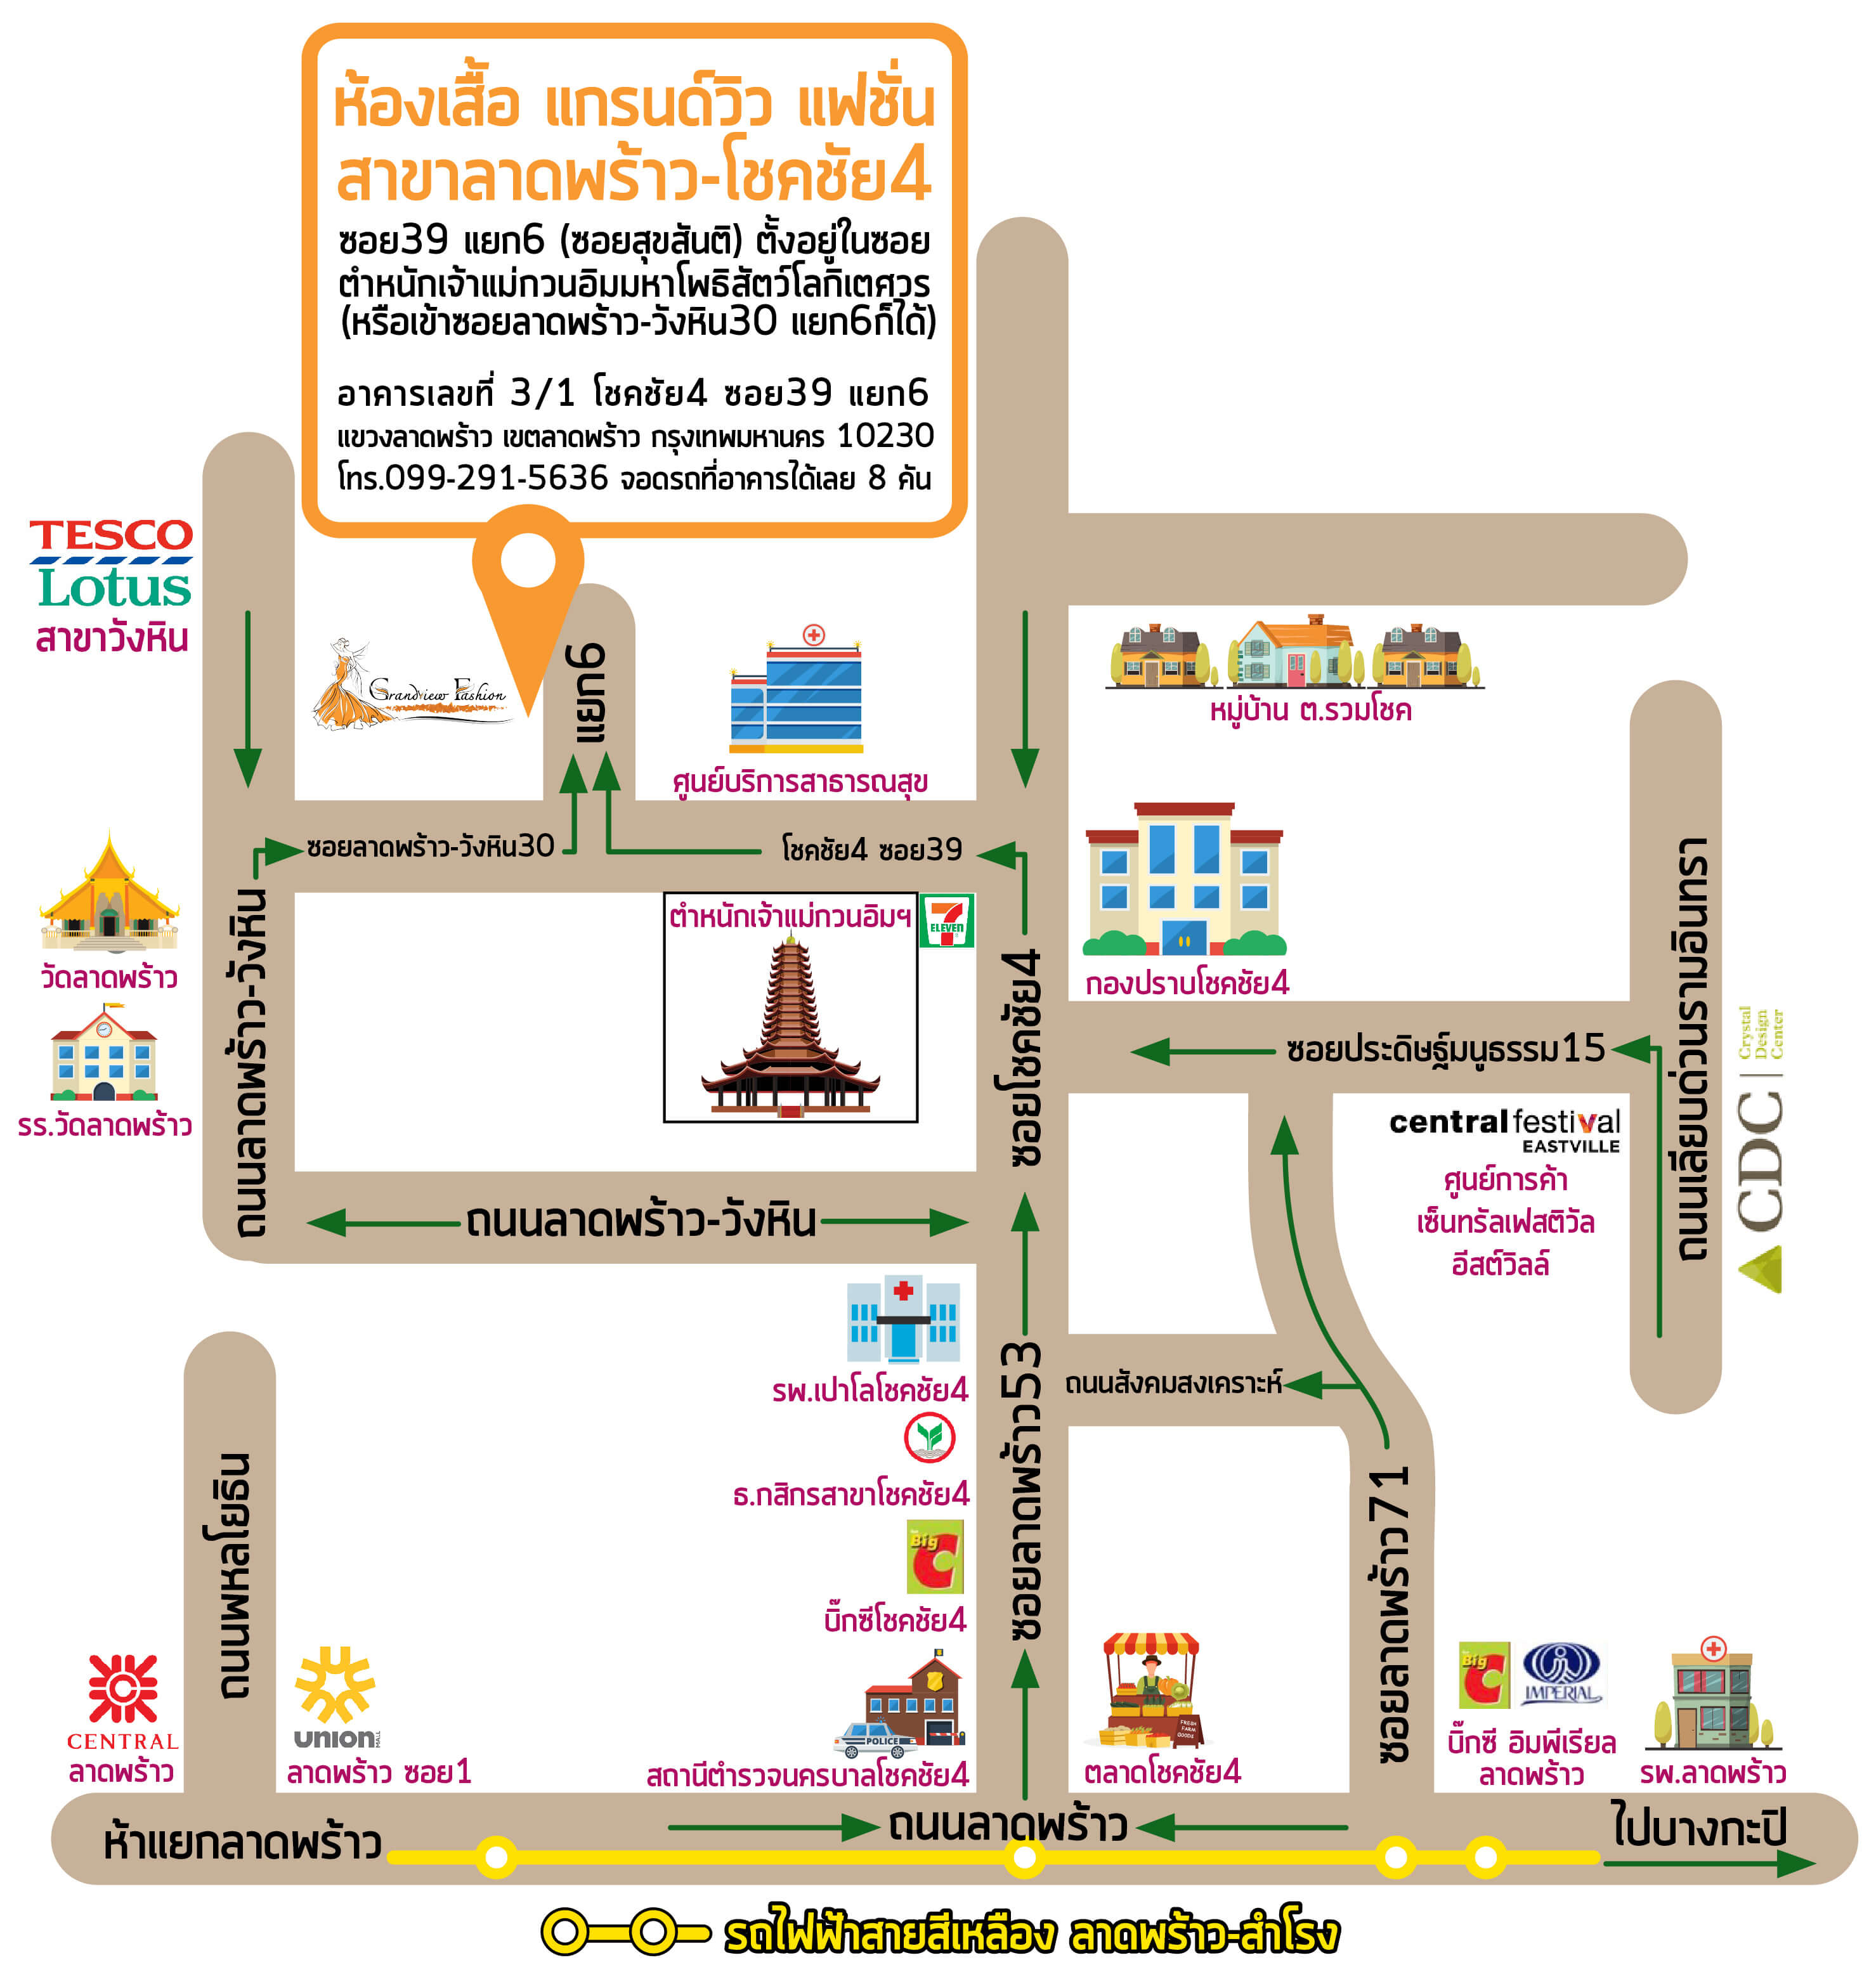 ห้องเสื้อ แกรนด์วิว แฟชั่น
สาขาลาดพร้าว-โชคชัย4
ซอย39 แยก6 (ซอยสุขสันติ) ตั้งอยู่ในซอย
ตำหนักเจ้าแม่กวนอิมมหาโพธิสัตว์โลกิเตศวร
(หรือเข้าซอยลาดพร้าว-วังหิน30 แยก6ก็ได้)
อาคารเลขที่ 3/1 โชคชัย4 ซอย39 แยก6
แขวงลาดพร้าว เขตลาดพร้าว กรุงเทพมหานคร 10230
โทร.099-291-5636 จอดรถที่อาคารได้เลย 8 คัน
TESCO
Lotus
สาขาวังหิน
Grandview Fashion
แยก6
ศูนย์บริการสาธารณสุข
หมู่บ้าน ต.รวมโชค
ซอยลาดพร้าว-วังหิน30
โชคชัย4 ซอย39
ตำหนักเจ้าแม่กวนอิมฯ
7
ELEVEN
กองปราบโชคชัย4
วัดลาดพร้าว
รร.วัดลาดพร้าว
ถนนลาดพร้าว-วังหิน
ซอยโชคชัย4
ซอยประดิษฐ์มนูธรรม15
ถนนเลียบด่วนรามอินทรา
CDC
Crystal
Design
Center
central festival
EASTVILLE
ศูนย์การค้า
เซ็นทรัลเฟสติวัล
อีสต์วิลล์
ถนนลาดพร้าว-วังหิน
รพ.เปาโลโชคชัย4
ธ.กสิกรสาขาโชคชัย4
Big C
บิ๊กซีโชคชัย4
ซอยลาดพร้าว53
ถนนสังคมสงเคราะห์
ซอยลาดพร้าว71
ถนนพหลโยธิน
CENTRAL
ลาดพร้าว
UNION
MALL
ลาดพร้าว ซอย1
POLICE
สถานีตำรวจนครบาลโชคชัย4
FRESH
FARM
GOODS
ตลาดโชคชัย4
Big C
IMPERIAL
บิ๊กซี อิมพีเรียล
ลาดพร้าว
รพ.ลาดพร้าว
ห้าแยกลาดพร้าว
ถนนลาดพร้าว
ไปบางกะปิ
รถไฟฟ้าสายสีเหลือง ลาดพร้าว-สำโรง